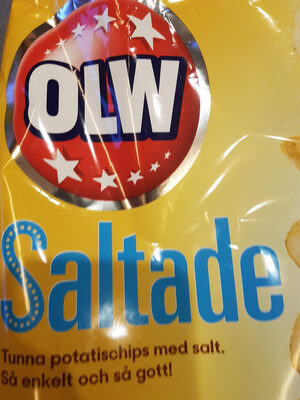 OLW
Saltade
Tunna potatischips med salt.
Så enkelt och så gott!